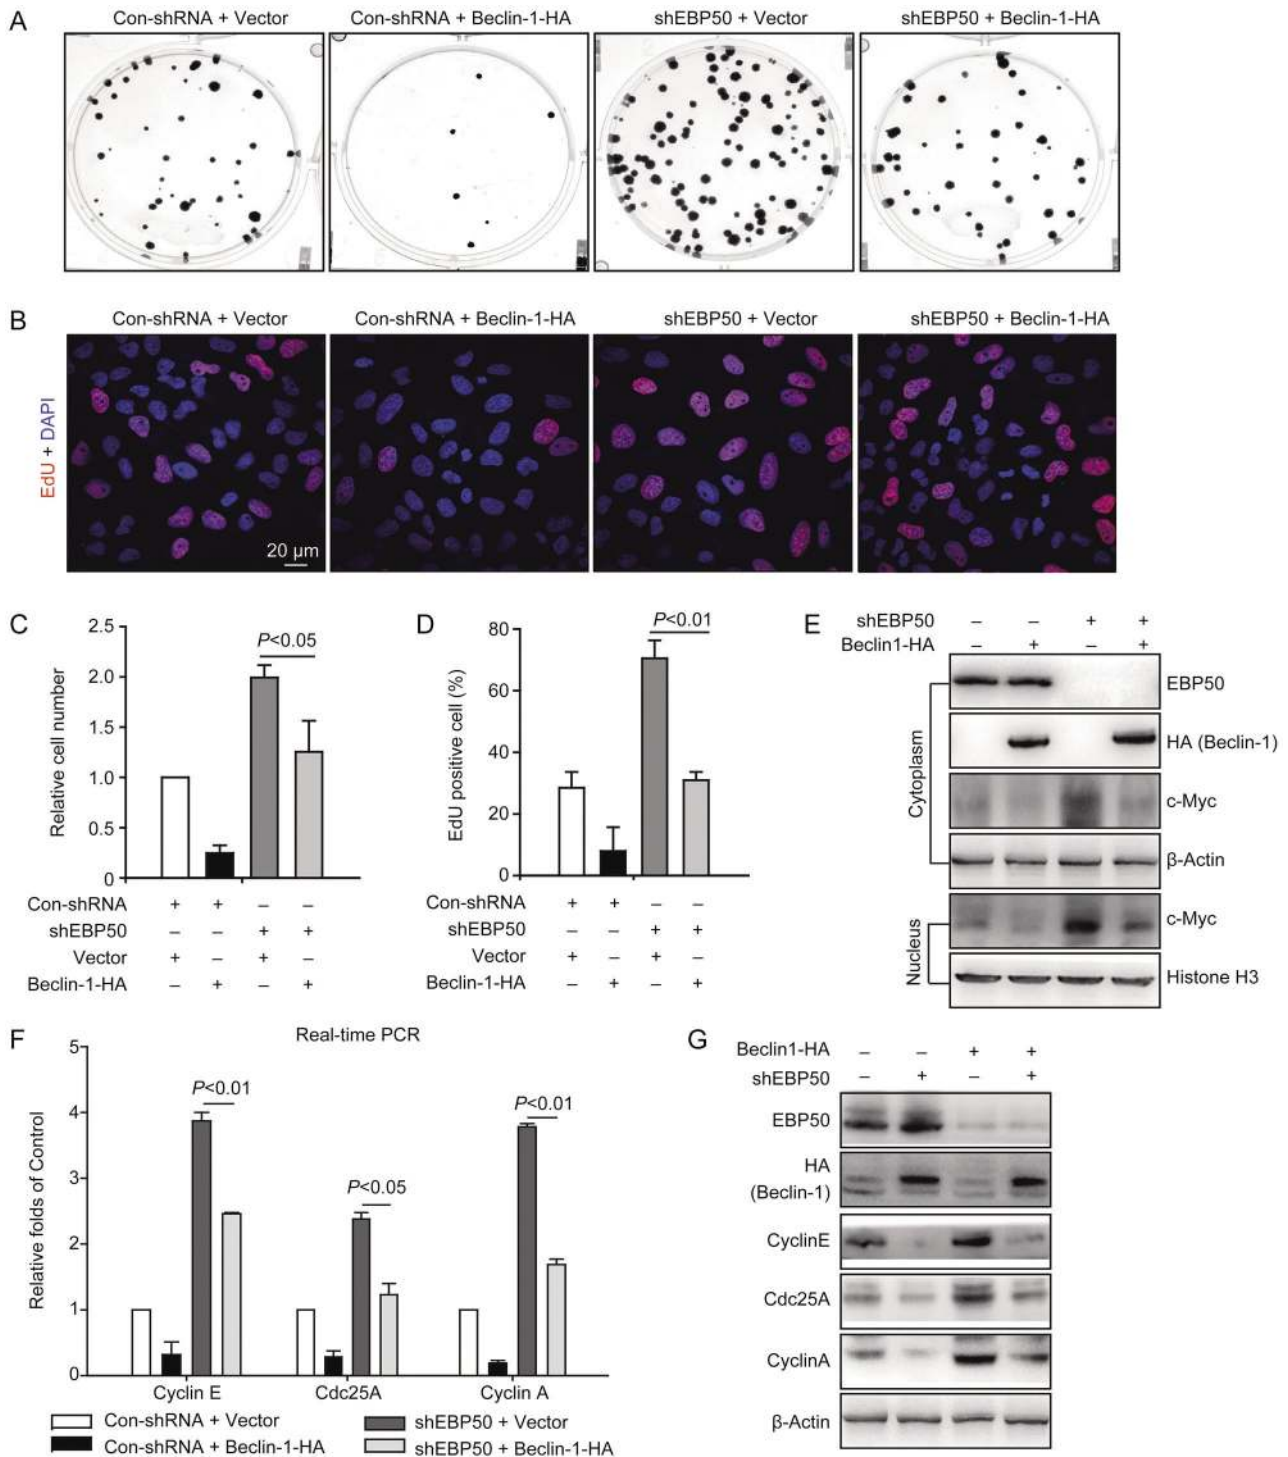 A
Con-shRNA + Vector
Con-shRNA + Beclin-1-HA
shEBP50 + Vector
shEBP50 + Beclin-1-HA
B
Con-shRNA + Vector
Con-shRNA + Beclin-1-HA
shEBP50 + Vector
shEBP50 + Beclin-1-HA
EdU + DAPI
20 µm
C
Relative cell number
2.5
2.0
1.5
1.0
0.5
0
P<0.05
Con-shRNA + + – –
shEBP50 – – + +
Vector + – + –
Beclin-1-HA – + – +
D
EdU positive cell (%)
80
60
40
20
0
P<0.01
Con-shRNA + + – –
shEBP50 – – + +
Vector + – + –
Beclin-1-HA – + – +
E
shEBP50 – – + +
Beclin1-HA – + – +
Cytoplasm
EBP50
HA (Beclin-1)
c-Myc
β-Actin
Nucleus
c-Myc
Histone H3
F
Real-time PCR
Relative folds of Control
5
4
3
2
1
0
P<0.01
P<0.05
P<0.01
Cyclin E
Cdc25A
Cyclin A
Con-shRNA + Vector
shEBP50 + Vector
Con-shRNA + Beclin-1-HA
shEBP50 + Beclin-1-HA
G
Beclin1-HA – – + +
shEBP50 – + – +
EBP50
HA
(Beclin-1)
CyclinE
Cdc25A
CyclinA
β-Actin